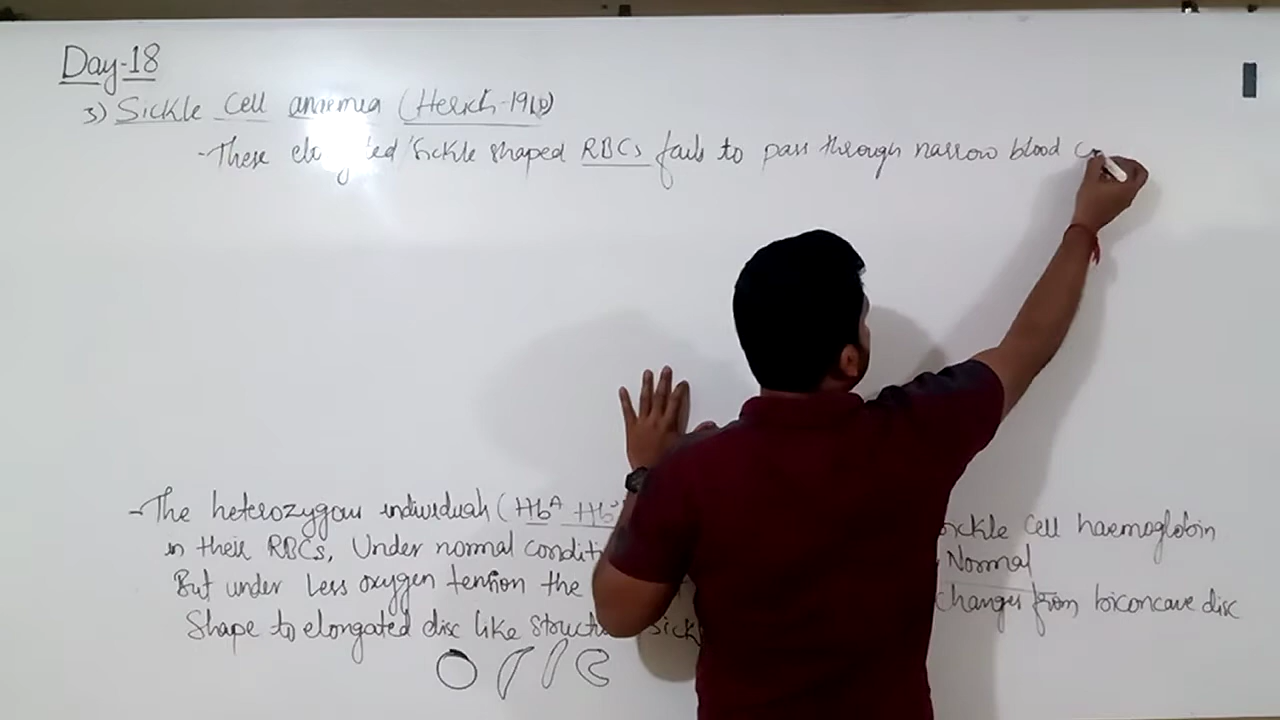 Day-18
3) Sickle Cell anaemia (Herick-1910)
- These elongated/sickle shaped RBCs fails to pass through narrow blood
- The heterozygous individuals (HbA HbS sickle cell haemoglobin
in their RBCs, Under normal Normal
But under Less oxygen tension the changes from biconcave disc
Shape to elongated disc like